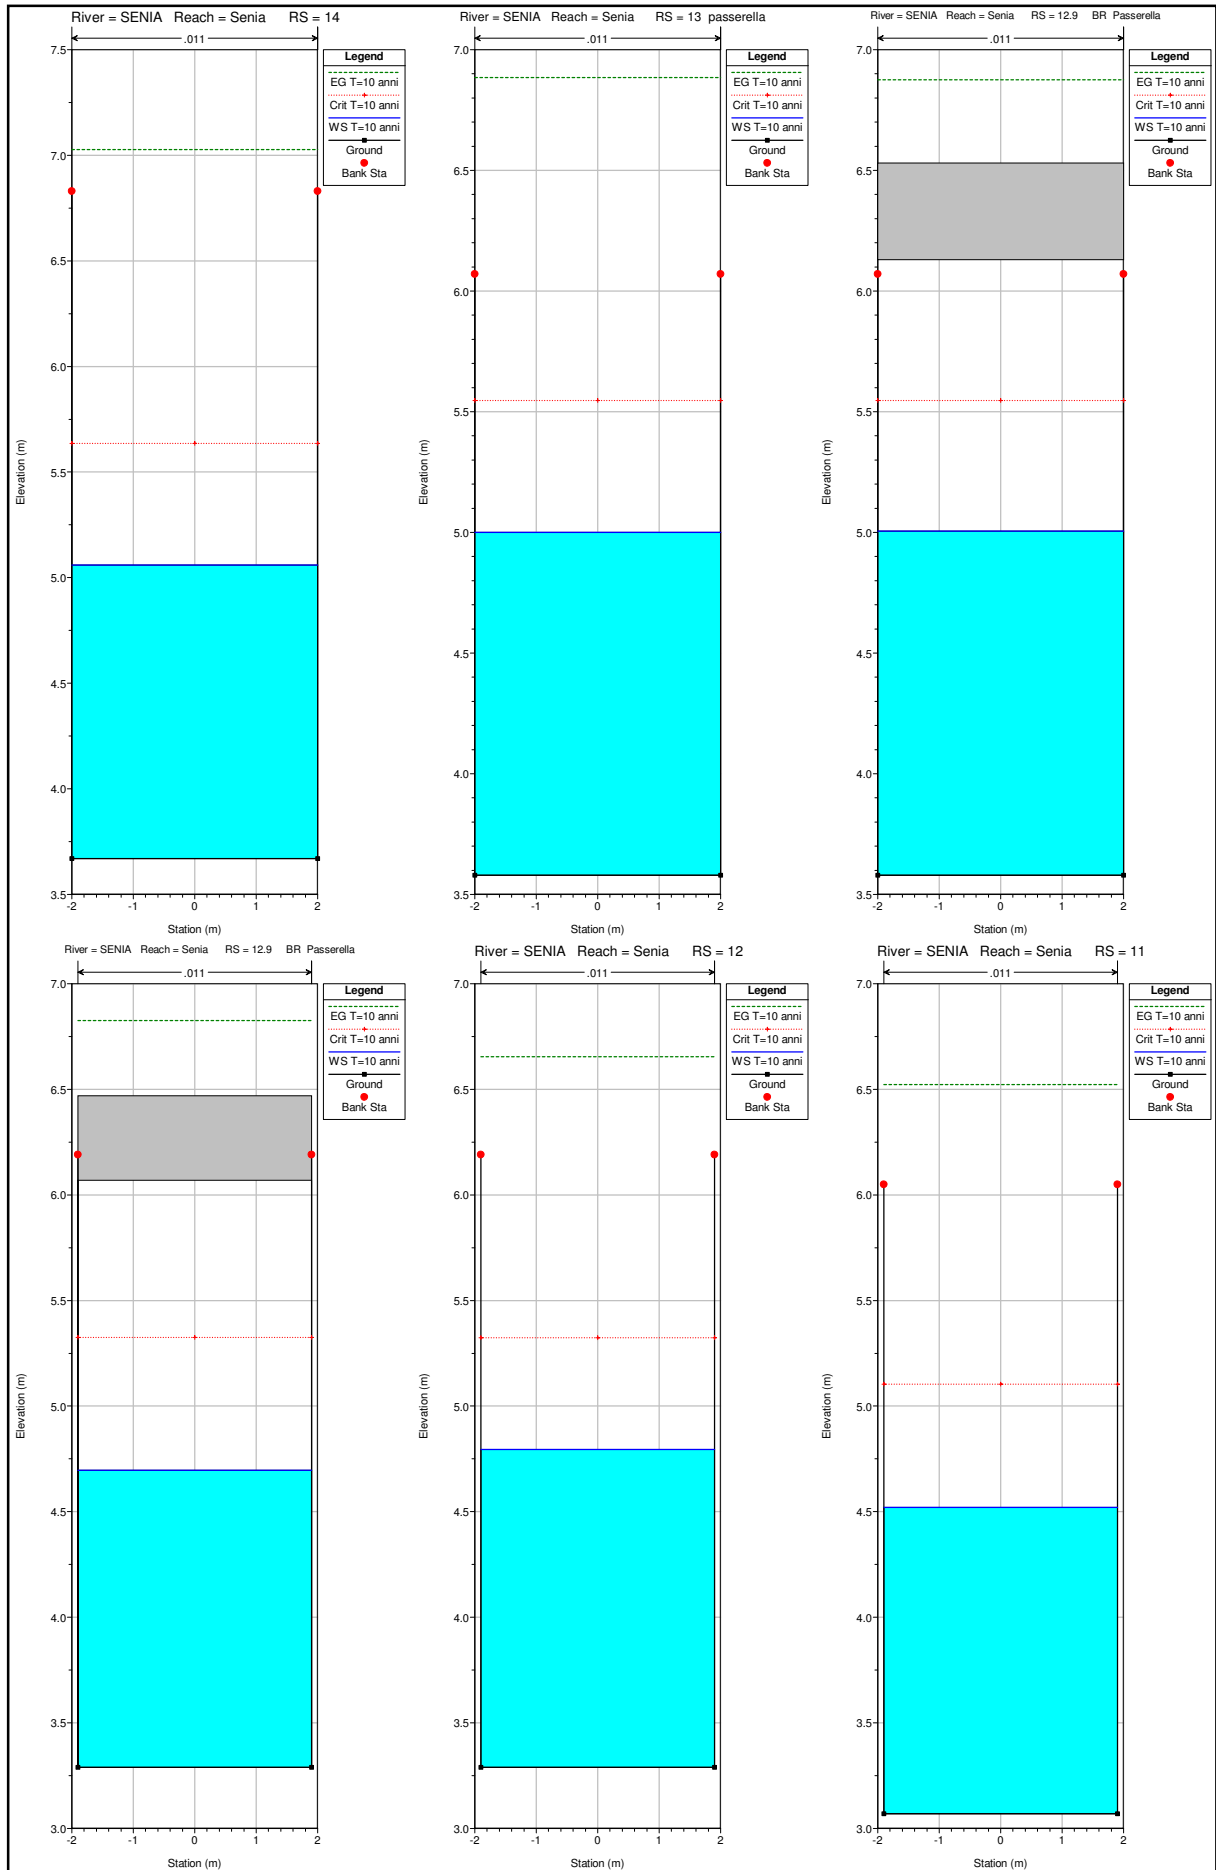 River = SENIA   Reach = Senia      RS = 14
.011
7.5
7.0
6.5
6.0
5.5
5.0
4.5
4.0
3.5
-2
-1
0
1
2
Station (m)
Elevation (m)
Legend
EG T=10 anni
Crit T=10 anni
WS T=10 anni
Ground
Bank Sta
River = SENIA   Reach = Senia      RS = 13  passerella
.011
7.0
6.5
6.0
5.5
5.0
4.5
4.0
3.5
-2
-1
0
1
2
Station (m)
Elevation (m)
Legend
EG T=10 anni
Crit T=10 anni
WS T=10 anni
Ground
Bank Sta
River = SENIA   Reach = Senia      RS = 12.9     BR  Passerella
.011
7.0
6.5
6.0
5.5
5.0
4.5
4.0
3.5
-2
-1
0
1
2
Station (m)
Elevation (m)
Legend
EG T=10 anni
Crit T=10 anni
WS T=10 anni
Ground
Bank Sta
River = SENIA   Reach = Senia      RS = 12.9     BR  Passerella
.011
7.0
6.5
6.0
5.5
5.0
4.5
4.0
3.5
3.0
-2
-1
0
1
2
Station (m)
Elevation (m)
Legend
EG T=10 anni
Crit T=10 anni
WS T=10 anni
Ground
Bank Sta
River = SENIA   Reach = Senia      RS = 12
.011
7.0
6.5
6.0
5.5
5.0
4.5
4.0
3.5
3.0
-2
-1
0
1
2
Station (m)
Elevation (m)
Legend
EG T=10 anni
Crit T=10 anni
WS T=10 anni
Ground
Bank Sta
River = SENIA   Reach = Senia      RS = 11
.011
7.0
6.5
6.0
5.5
5.0
4.5
4.0
3.5
3.0
-2
-1
0
1
2
Station (m)
Elevation (m)
Legend
EG T=10 anni
Crit T=10 anni
WS T=10 anni
Ground
Bank Sta